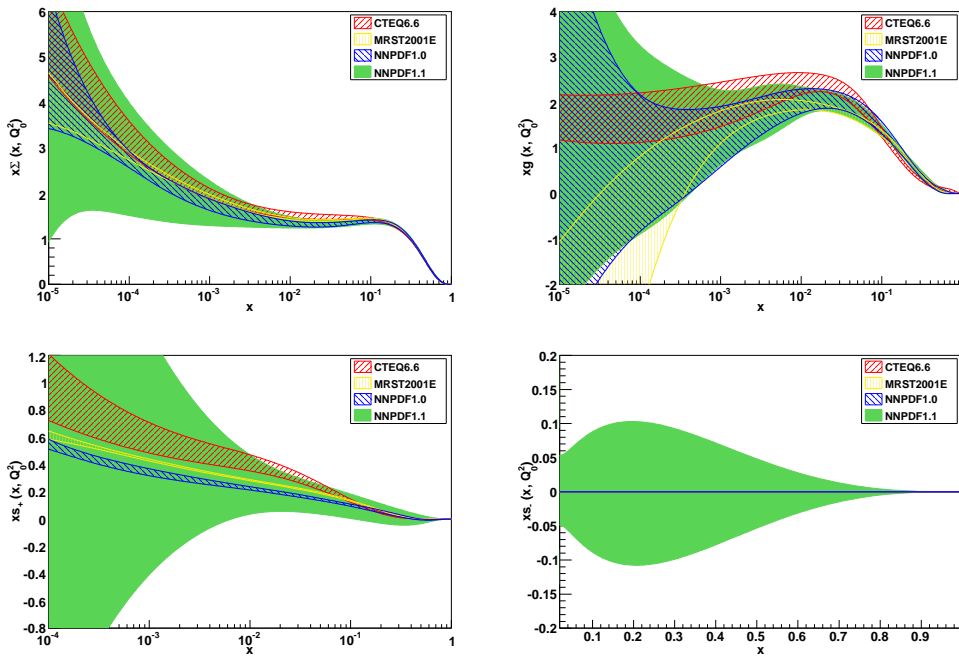 6
5
4
3
2
1
0
xΣ (x, Q₀²)
CTEQ6.6
MRST2001E
NNPDF1.0
NNPDF1.1
10⁻⁵ 10⁻⁴ 10⁻³ 10⁻² 10⁻¹ 1
x
4
3
2
1
0
-1
-2
xg (x, Q₀²)
CTEQ6.6
MRST2001E
NNPDF1.0
NNPDF1.1
10⁻⁵ 10⁻⁴ 10⁻³ 10⁻² 10⁻¹
x
1.2
1
0.8
0.6
0.4
0.2
0
-0.2
-0.4
-0.6
-0.8
xs₊ (x, Q₀²)
CTEQ6.6
MRST2001E
NNPDF1.0
NNPDF1.1
10⁻⁴ 10⁻³ 10⁻² 10⁻¹ 1
x
0.2
0.15
0.1
0.05
0
-0.05
-0.1
-0.15
-0.2
xs₋ (x, Q₀²)
CTEQ6.6
MRST2001E
NNPDF1.0
NNPDF1.1
0.1 0.2 0.3 0.4 0.5 0.6 0.7 0.8 0.9
x